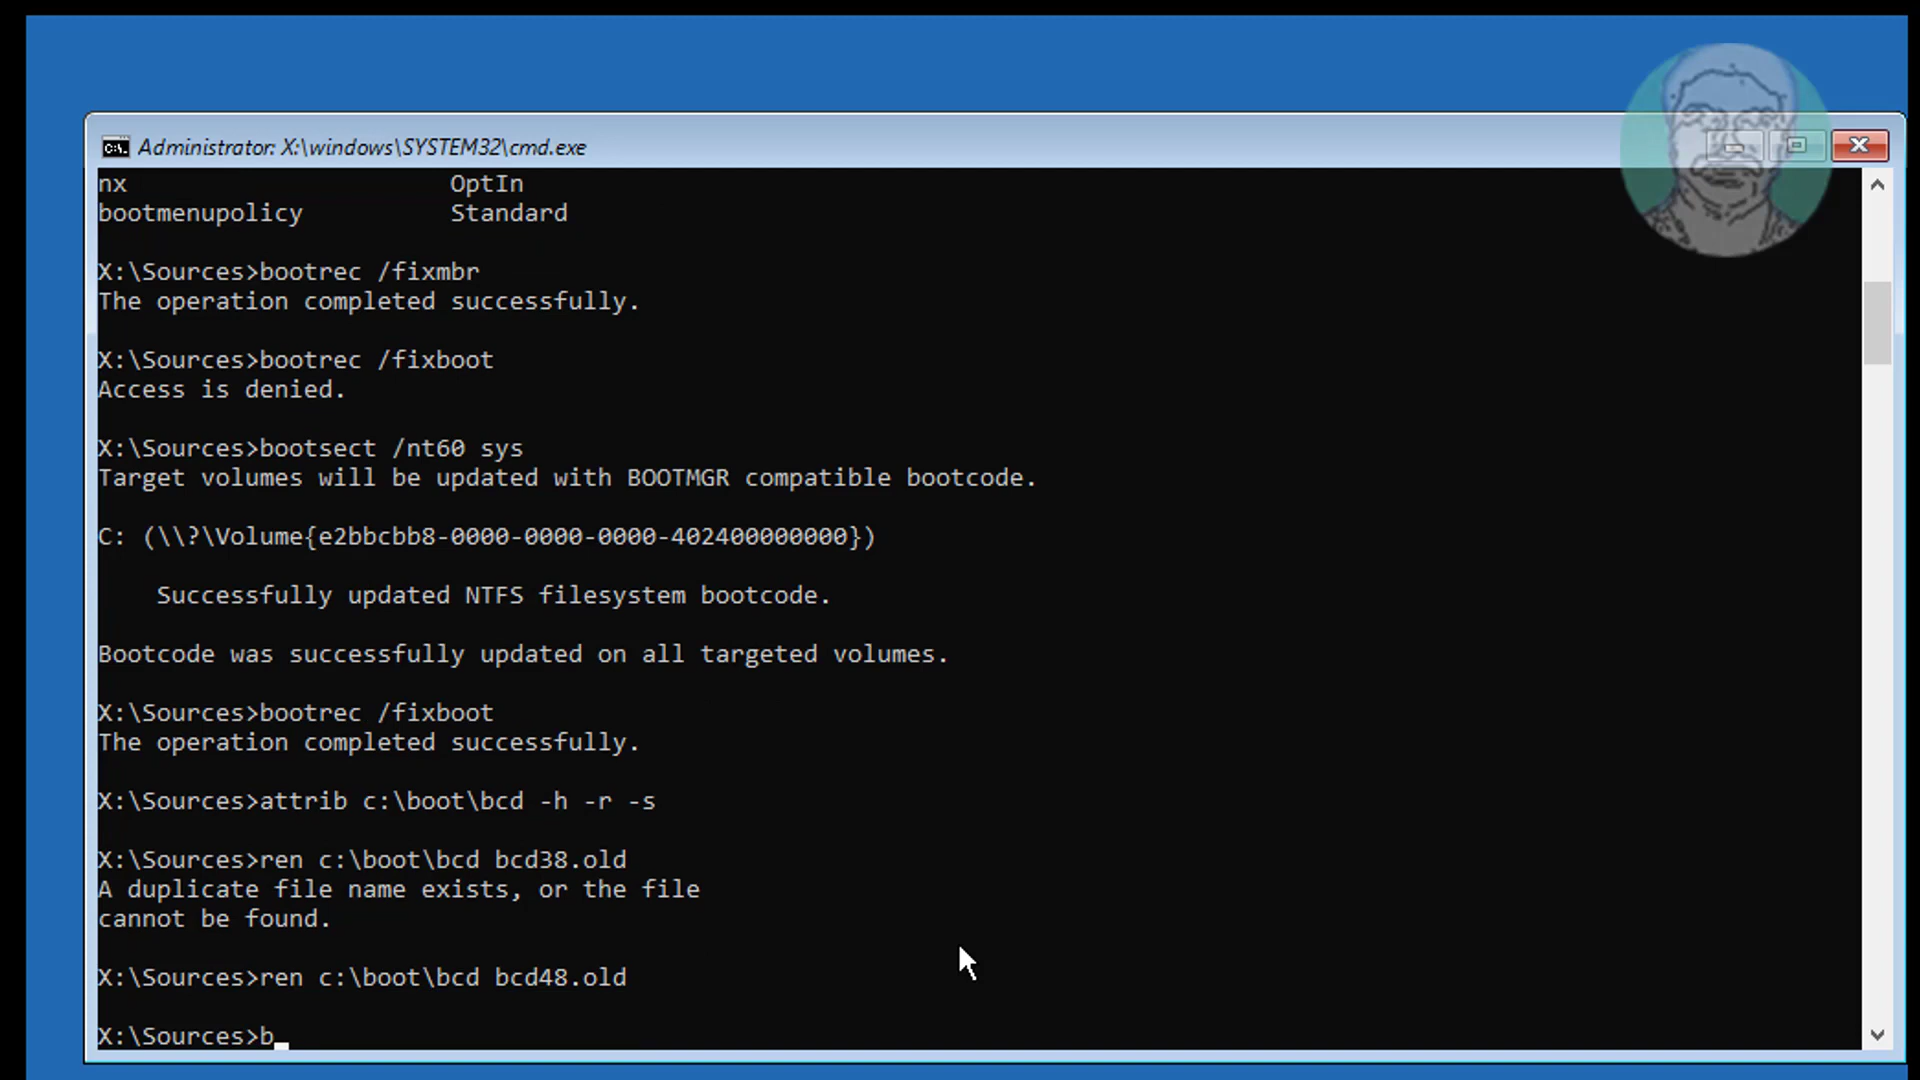 Administrator: X:\windows\SYSTEM32\cmd.exe
nx                      OptIn
bootmenupolicy          Standard
X:\Sources>bootrec /fixmbr
The operation completed successfully.
X:\Sources>bootrec /fixboot
Access is denied.
X:\Sources>bootsect /nt60 sys
Target volumes will be updated with BOOTMGR compatible bootcode.
C: (\\?\Volume{e2bbcbb8-0000-0000-0000-402400000000})
    Successfully updated NTFS filesystem bootcode.
Bootcode was successfully updated on all targeted volumes.
X:\Sources>bootrec /fixboot
The operation completed successfully.
X:\Sources>attrib c:\boot\bcd -h -r -s
X:\Sources>ren c:\boot\bcd bcd38.old
A duplicate file name exists, or the file
cannot be found.
X:\Sources>ren c:\boot\bcd bcd48.old
X:\Sources>b